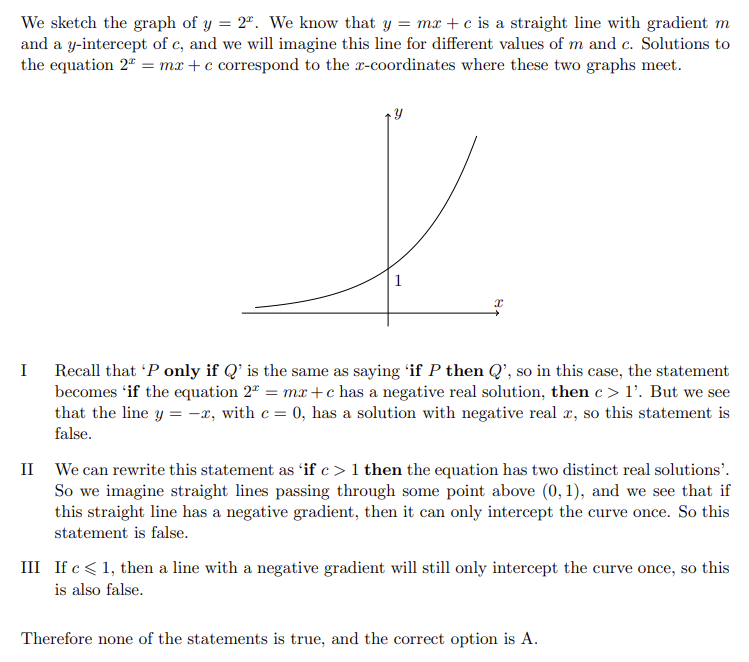 We sketch the graph of y = 2ˣ. We know that y = mx + c is a straight line with gradient m
and a y-intercept of c, and we will imagine this line for different values of m and c. Solutions to
the equation 2ˣ = mx + c correspond to the x-coordinates where these two graphs meet.
y
1
x
I Recall that ‘P only if Q’ is the same as saying ‘if P then Q’, so in this case, the statement
becomes ‘if the equation 2ˣ = mx + c has a negative real solution, then c > 1’. But we see
that the line y = −x, with c = 0, has a solution with negative real x, so this statement is
false.
II We can rewrite this statement as ‘if c > 1 then the equation has two distinct real solutions’.
So we imagine straight lines passing through some point above (0, 1), and we see that if
this straight line has a negative gradient, then it can only intercept the curve once. So this
statement is false.
III If c ⩽ 1, then a line with a negative gradient will still only intercept the curve once, so this
is also false.
Therefore none of the statements is true, and the correct option is A.